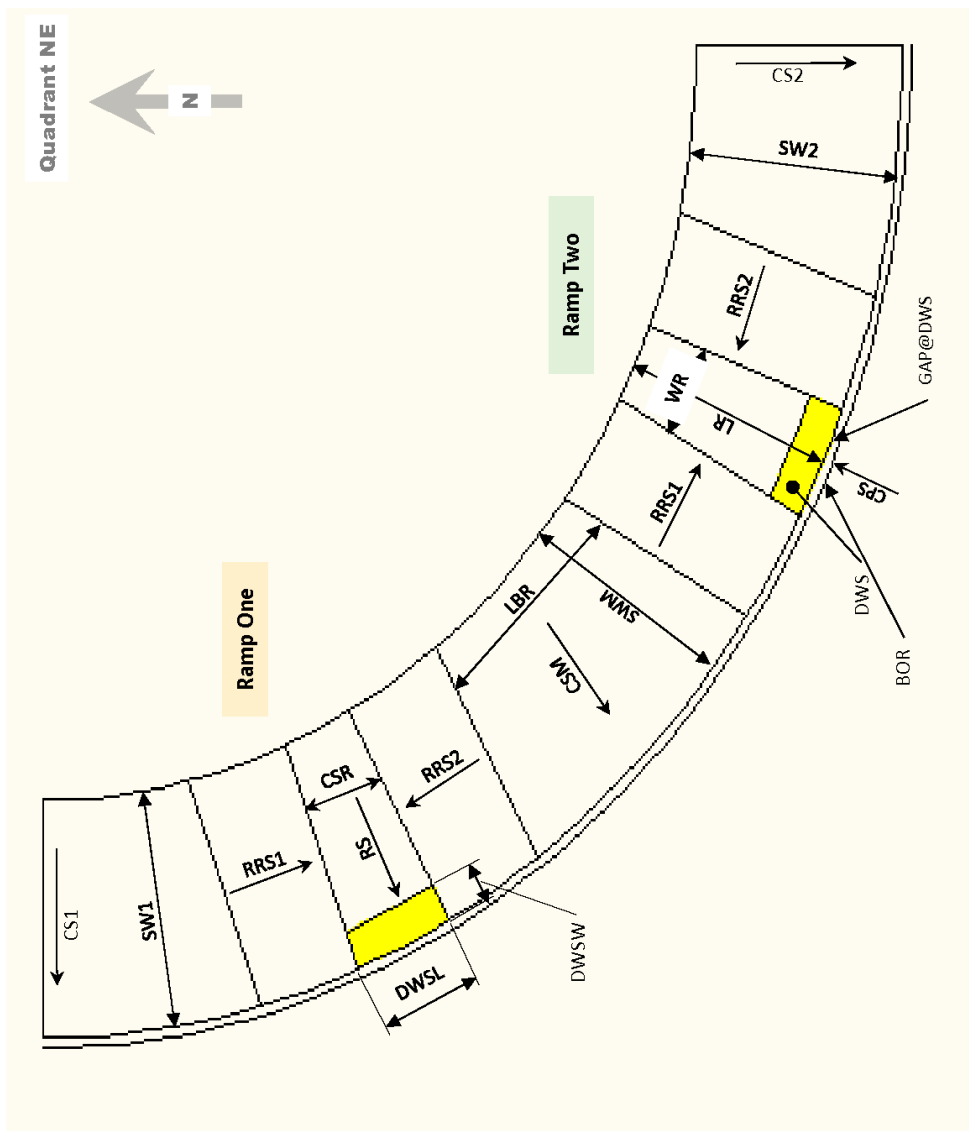 Quadrant NE
N
CS2
SW2
Ramp Two
RRS2
GAP@DWS
WR
LR
CPS
RRS1
DWS
BOR
LBR
SWM
CSM
Ramp One
CSR
RRS2
RS
RRS1
CS1
SW1
DWSW
DWSL